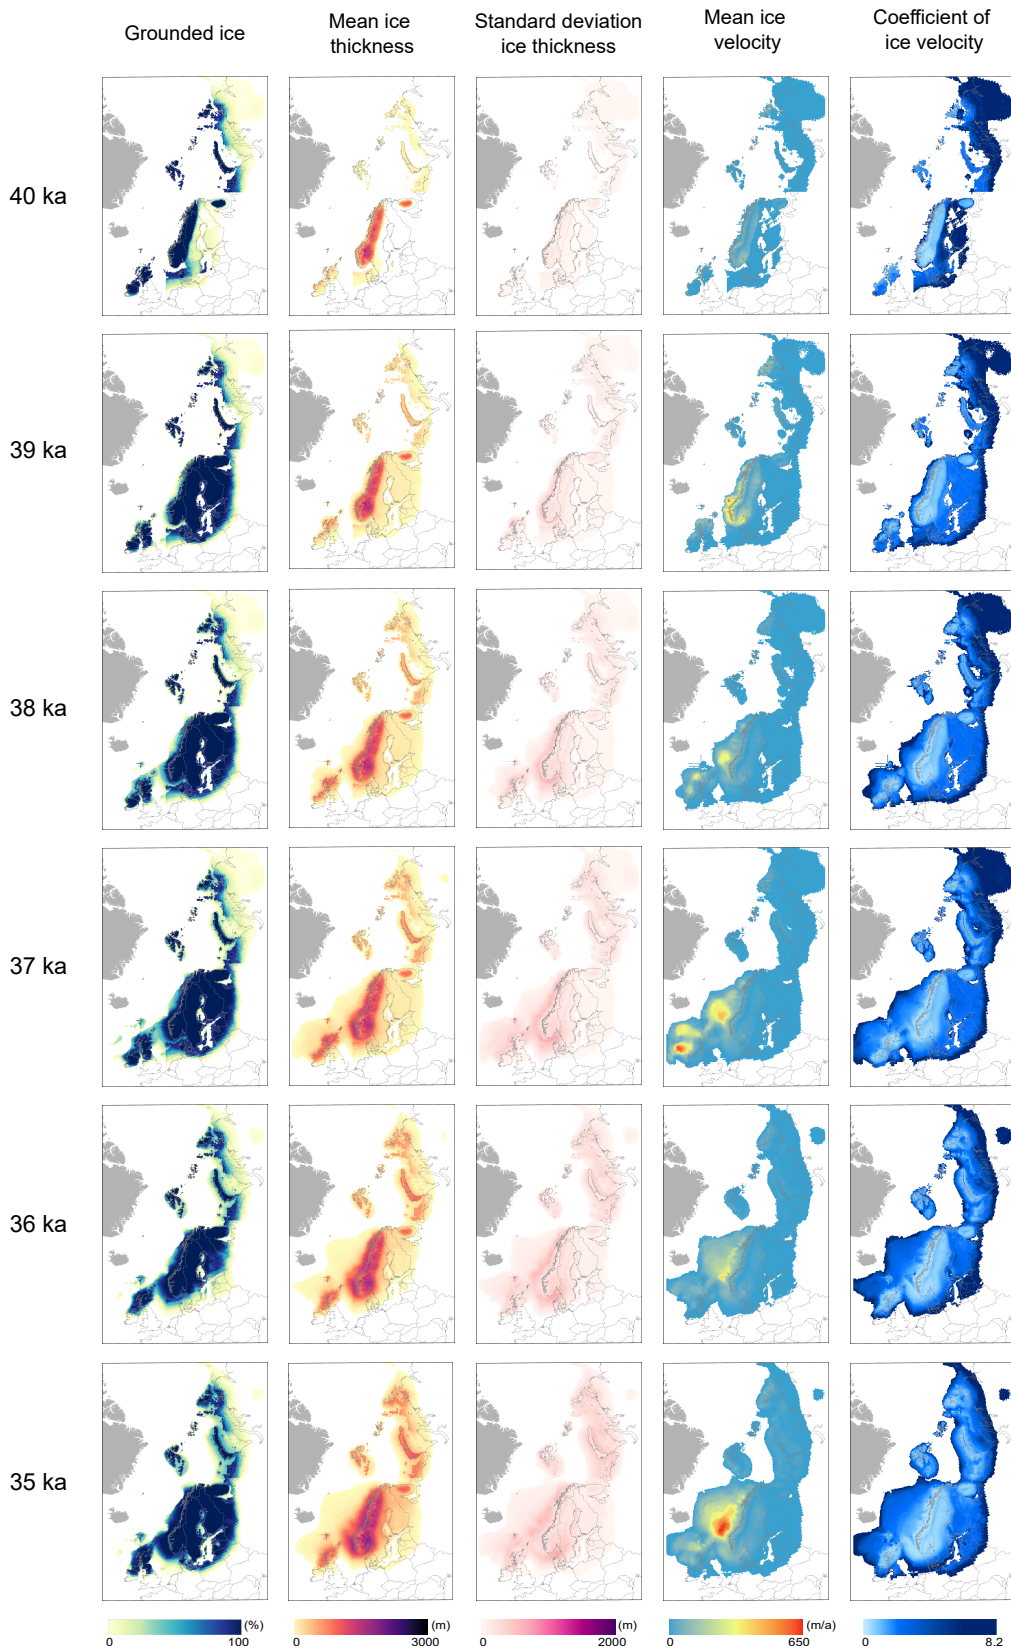 Grounded ice
Mean ice
thickness
Standard deviation
ice thickness
Mean ice
velocity
Coefficient of
ice velocity
40 ka
39 ka
38 ka
37 ka
36 ka
35 ka
(%)
0 100
(m)
0 3000
(m)
0 2000
(m/a)
0 650
0 8.2